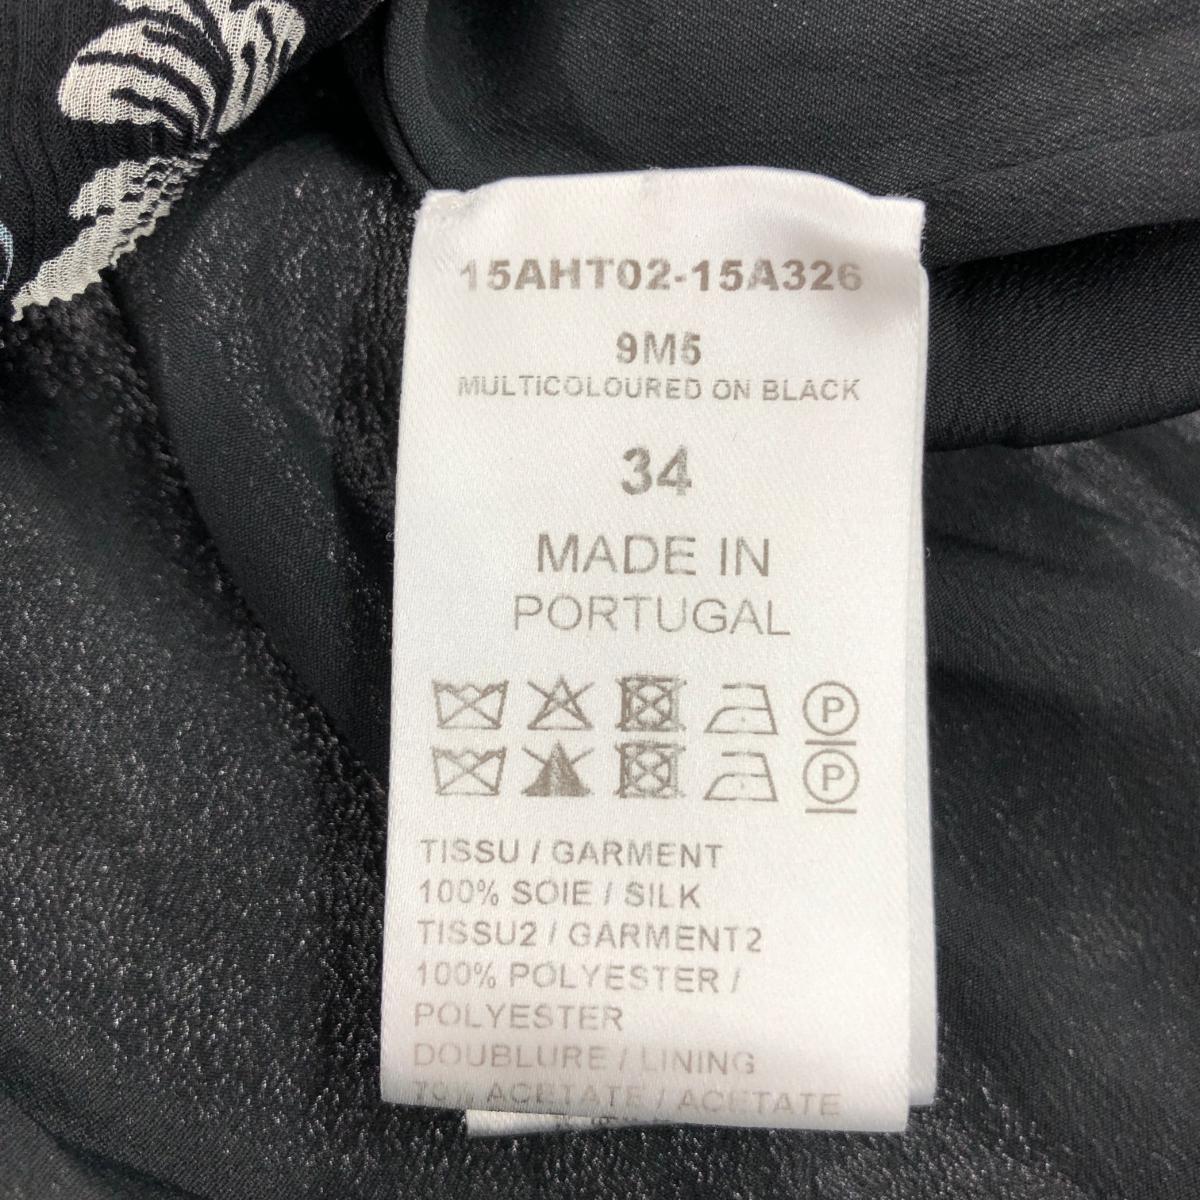 15AHT02-15A326
9M5
MULTICOLOURED ON BLACK
34
MADE IN
PORTUGAL
P
P
TISSU / GARMENT
100% SOIE / SILK
TISSU2 / GARMENT2
100% POLYESTER /
POLYESTER
DOUBLURE / LINING
70% ACETATE / ACETATE